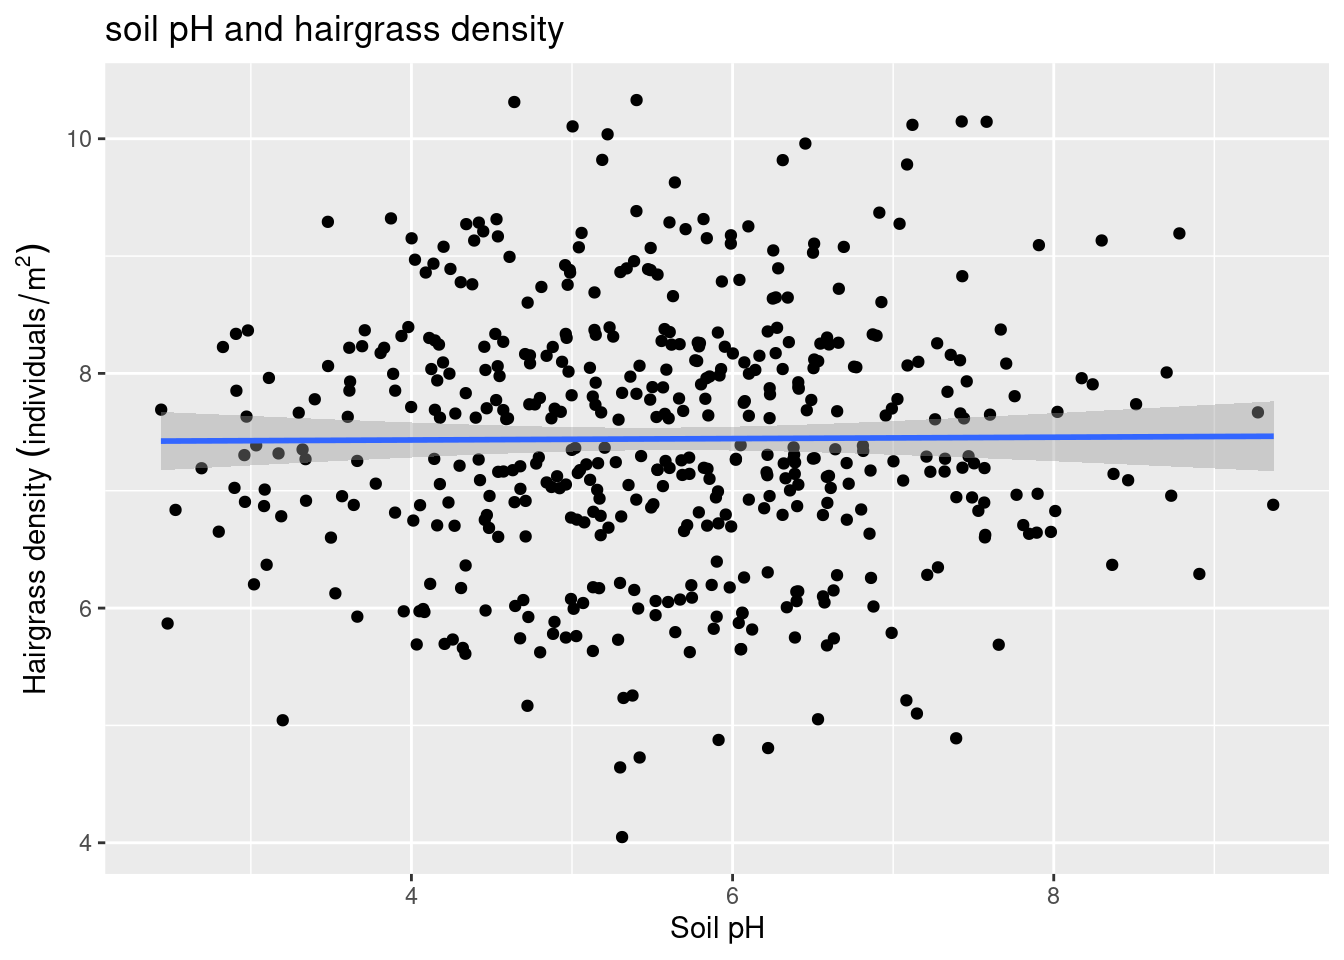 soil pH and hairgrass density
Hairgrass density (individuals/m²)
10
8
6
4
4 6 8
Soil pH